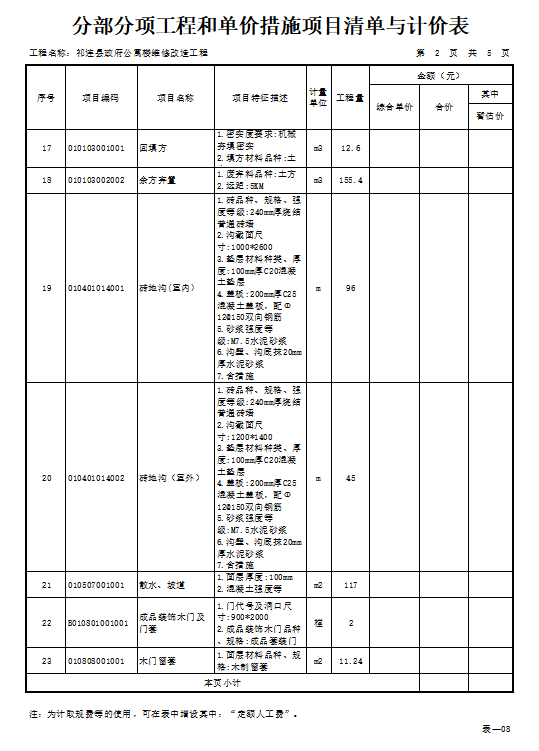 分部分项工程和单价措施项目清单与计价表
工程名称：祁连县政府公寓楼维修改造工程 第 2 页 共 5 页
序号 项目编码 项目名称 项目特征描述 计量单位 工程量 金额（元）
综合单价 合价 其中
暂估价
17 010103001001 回填方 1.密实度要求:机械夯填密实 m3 12.6
2.填方材料品种:土
18 010103002002 余方弃置 1.废弃料品种:土方 m3 155.4
2.运距:5KM
19 010401014001 砖地沟(室内) m 96
1.砖品种、规格、强
度等级:240mm厚烧结
普通砖墙
2.沟截面尺
寸:1000*2600
3.垫层材料种类、厚
度:100mm厚C20混凝
土垫层
4.盖板:200mm厚C25
混凝土盖板，配Φ
12@150双向钢筋
5.砂浆强度等
级:M7.5水泥砂浆
6.沟壁、沟底抹20mm
厚水泥砂浆
7.含措施
20 010401014002 砖地沟（室外） m 45
1.砖品种、规格、强
度等级:240mm厚烧结
普通砖墙
2.沟截面尺
寸:1200*1400
3.垫层材料种类、厚
度:100mm厚C20混凝
土垫层
4.盖板:200mm厚C25
混凝土盖板，配Φ
12@150双向钢筋
5.砂浆强度等
级:M7.5水泥砂浆
6.沟壁、沟底抹20mm
厚水泥砂浆
7.含措施
21 010507001001 散水、坡道 1.面层厚度:100mm m2 117
2.混凝土强度等
22 B010801001001 成品装饰木门及门套 樘 2
1.门代号及洞口尺
寸:900*2000
2.成品装饰木门品种
、规格:成品套装门
23 010808001001 木门窗套 m2 11.24
1.面层材料品种、规
格:木制窗套
本页小计
注：为计取规费等的使用，可在表中增设其中：“定额人工费”。
表—08